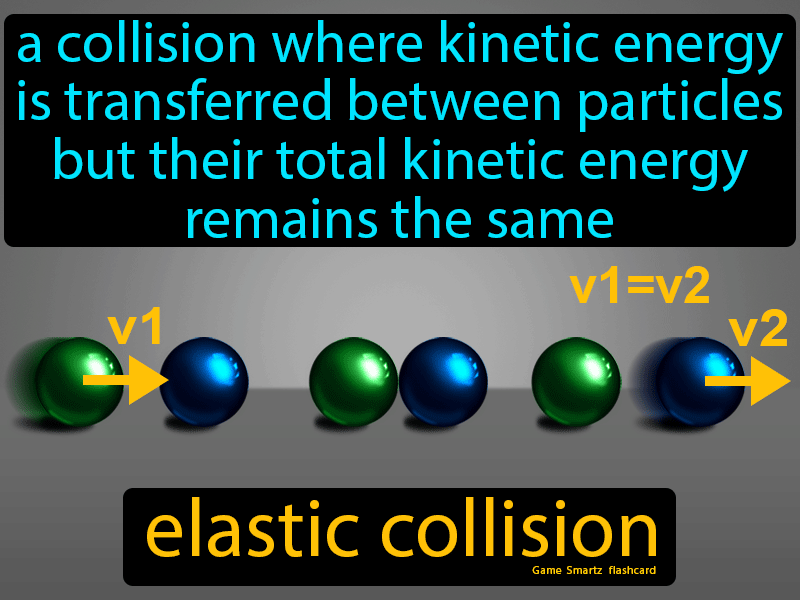 a collision where kinetic energy
is transferred between particles
but their total kinetic energy
remains the same
v1=v2
v1
v2
elastic collision
Game Smartz flashcard